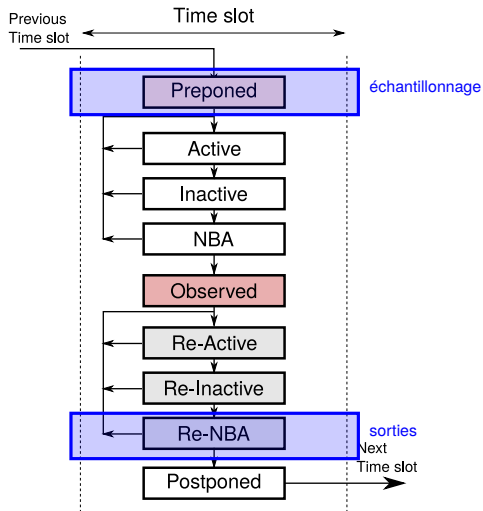 Previous
Time slot
Time slot
Preponed
échantillonnage
Active
Inactive
NBA
Observed
Re-Active
Re-Inactive
Re-NBA
sorties
Next
Time slot
Postponed